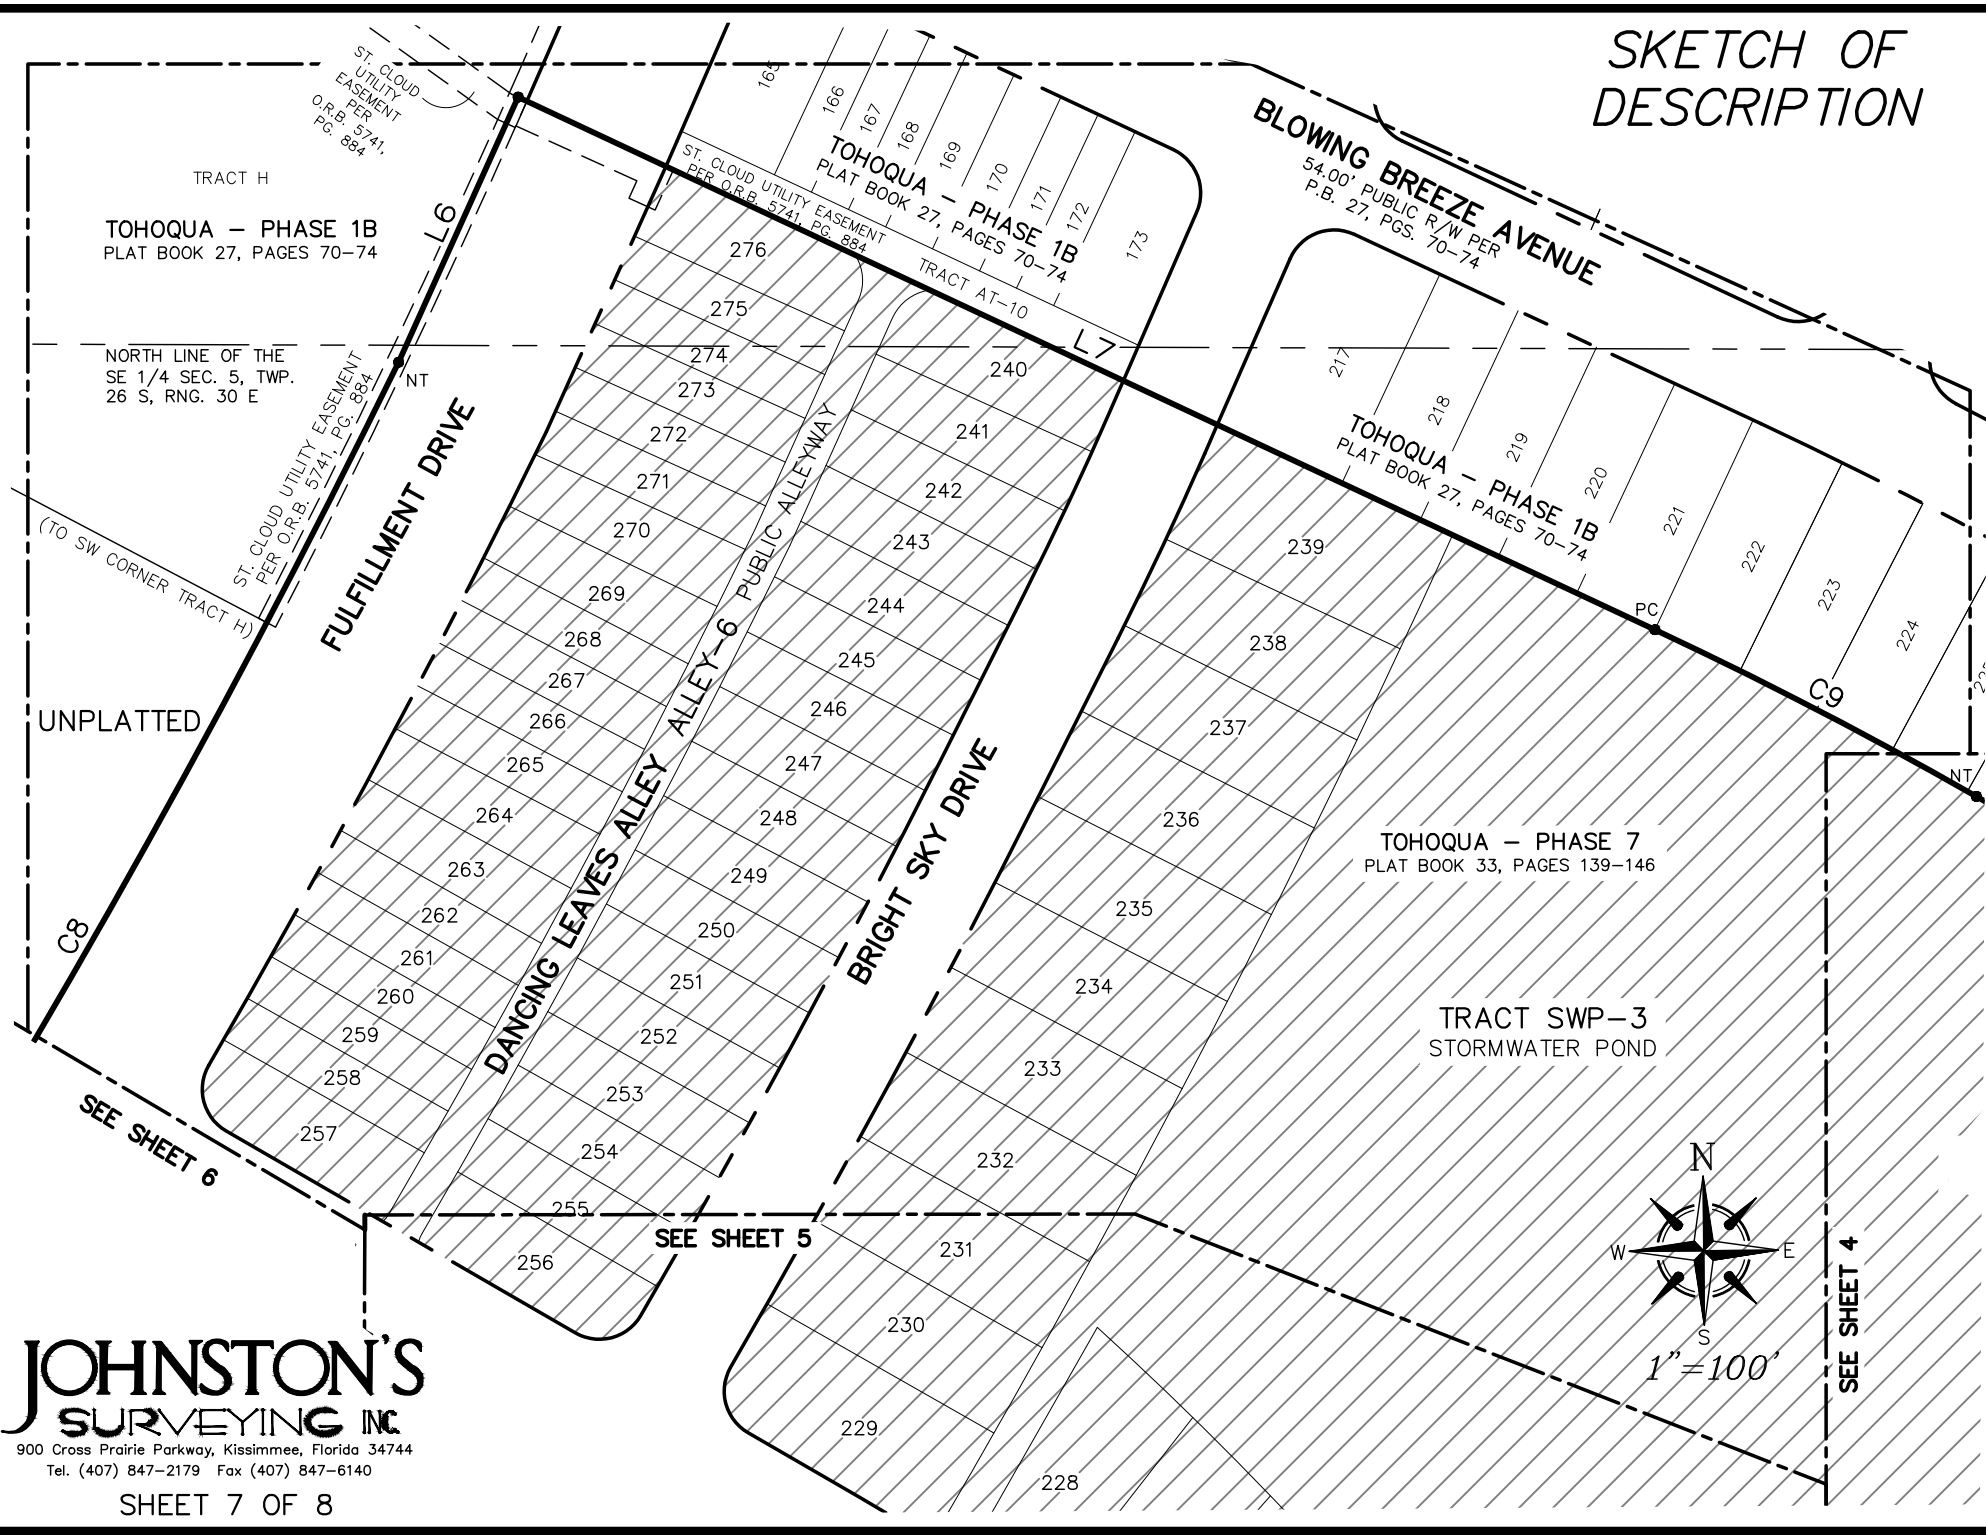 SKETCH OF
DESCRIPTION
ST. CLOUD
UTILITY
EASEMENT
PER
O.R.B. 5741,
PG. 884
TRACT H
TOHOQUA – PHASE 1B
PLAT BOOK 27, PAGES 70–74
L6
NORTH LINE OF THE
SE 1/4 SEC. 5, TWP.
26 S, RNG. 30 E
NT
ST. CLOUD UTILITY EASEMENT
PER O.R.B. 5741, PG. 884
(TO SW CORNER TRACT H)
FULFILLMENT DRIVE
UNPLATTED
C8
SEE SHEET 6
165
166
167
168
169
170
171
172
173
TOHOQUA – PHASE 1B
PLAT BOOK 27, PAGES 70–74
ST. CLOUD UTILITY EASEMENT
PER O.R.B. 5741, PG. 884
TRACT AT–10
L7
BLOWING BREEZE AVENUE
54.00' PUBLIC R/W PER
P.B. 27, PGS. 70–74
217
218
219
220
221
222
223
224
TOHOQUA – PHASE 1B
PLAT BOOK 27, PAGES 70–74
PC
C9
NT
276
275
274
273
272
271
270
269
268
267
266
265
264
263
262
261
260
259
258
257
DANCING LEAVES ALLEY ALLEY–6 PUBLIC ALLEYWAY
240
241
242
243
244
245
246
247
248
249
250
251
252
253
254
255
256
BRIGHT SKY DRIVE
239
238
237
236
235
234
233
232
231
230
229
228
TOHOQUA – PHASE 7
PLAT BOOK 33, PAGES 139–146
TRACT SWP–3
STORMWATER POND
SEE SHEET 5
SEE SHEET 4
N
W
E
S
1"=100'
JOHNSTON'S
SURVEYING INC.
900 Cross Prairie Parkway, Kissimmee, Florida 34744
Tel. (407) 847–2179 Fax (407) 847–6140
SHEET 7 OF 8